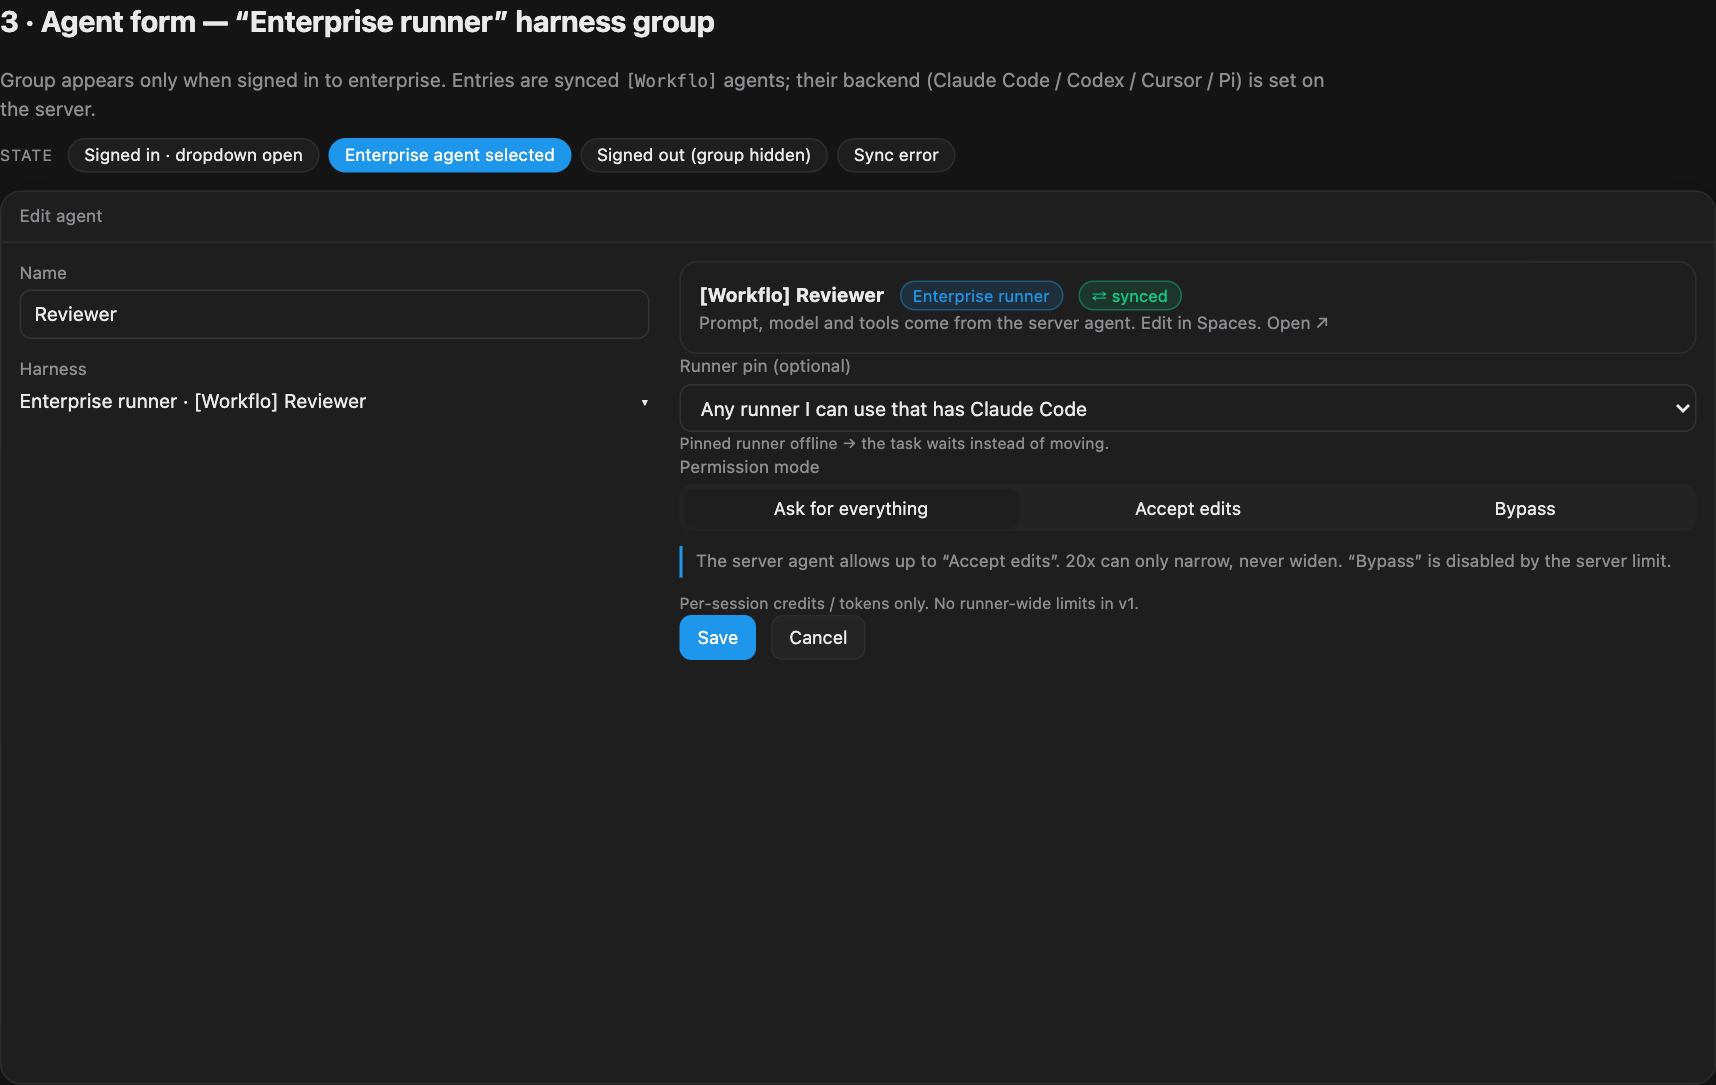 3 · Agent form — “Enterprise runner” harness group
Group appears only when signed in to enterprise. Entries are synced [Workflo] agents; their backend (Claude Code / Codex / Cursor / Pi) is set on
the server.
STATE Signed in · dropdown open Enterprise agent selected Signed out (group hidden) Sync error
Edit agent
Name
Reviewer
Harness
Enterprise runner · [Workflo] Reviewer ▾
[Workflo] Reviewer Enterprise runner ⇄ synced
Prompt, model and tools come from the server agent. Edit in Spaces. Open ↗
Runner pin (optional)
Any runner I can use that has Claude Code
Pinned runner offline → the task waits instead of moving.
Permission mode
Ask for everything Accept edits Bypass
The server agent allows up to “Accept edits”. 20x can only narrow, never widen. “Bypass” is disabled by the server limit.
Per-session credits / tokens only. No runner-wide limits in v1.
Save Cancel